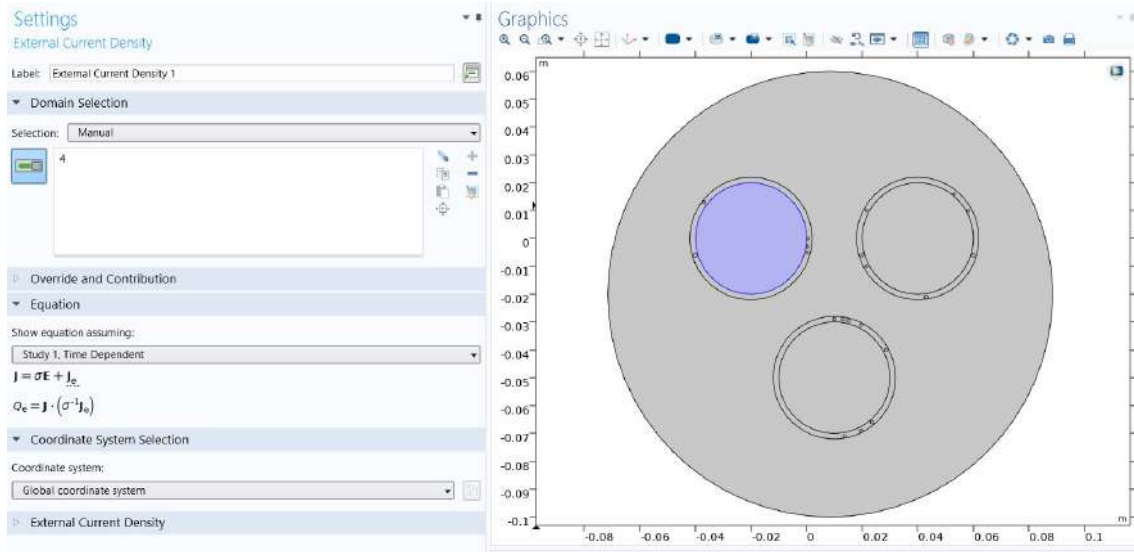 Settings
External Current Density
Label: External Current Density 1
Domain Selection
Selection: Manual
4
Override and Contribution
Equation
Show equation assuming:
Study 1, Time Dependent
J = σE + Je
Qe = J · (σ⁻¹Je)
Coordinate System Selection
Coordinate system:
Global coordinate system
External Current Density
Graphics
m
0.06
0.05
0.04
0.03
0.02
0.01
0
-0.01
-0.02
-0.03
-0.04
-0.05
-0.06
-0.07
-0.08
-0.09
-0.1
m
-0.08 -0.06 -0.04 -0.02 0 0.02 0.04 0.06 0.08 0.1